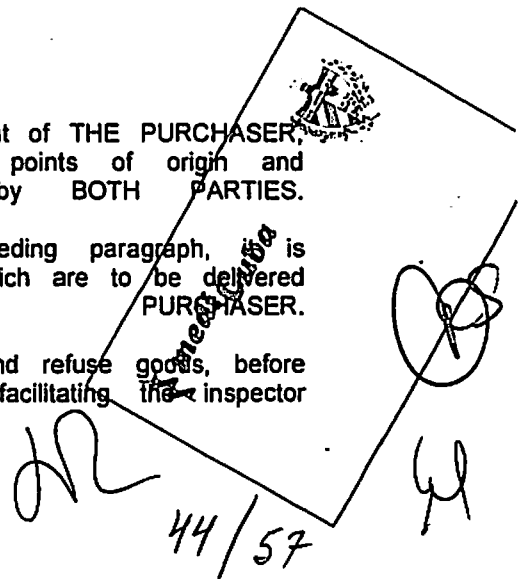 t of THE PURCHASER,
points of origin and
by BOTH PARTIES.
eding paragraph, it is
ich are to be delivered
PURCHASER.
nd refuse goods, before
facilitating the inspector
medicuba
44/57